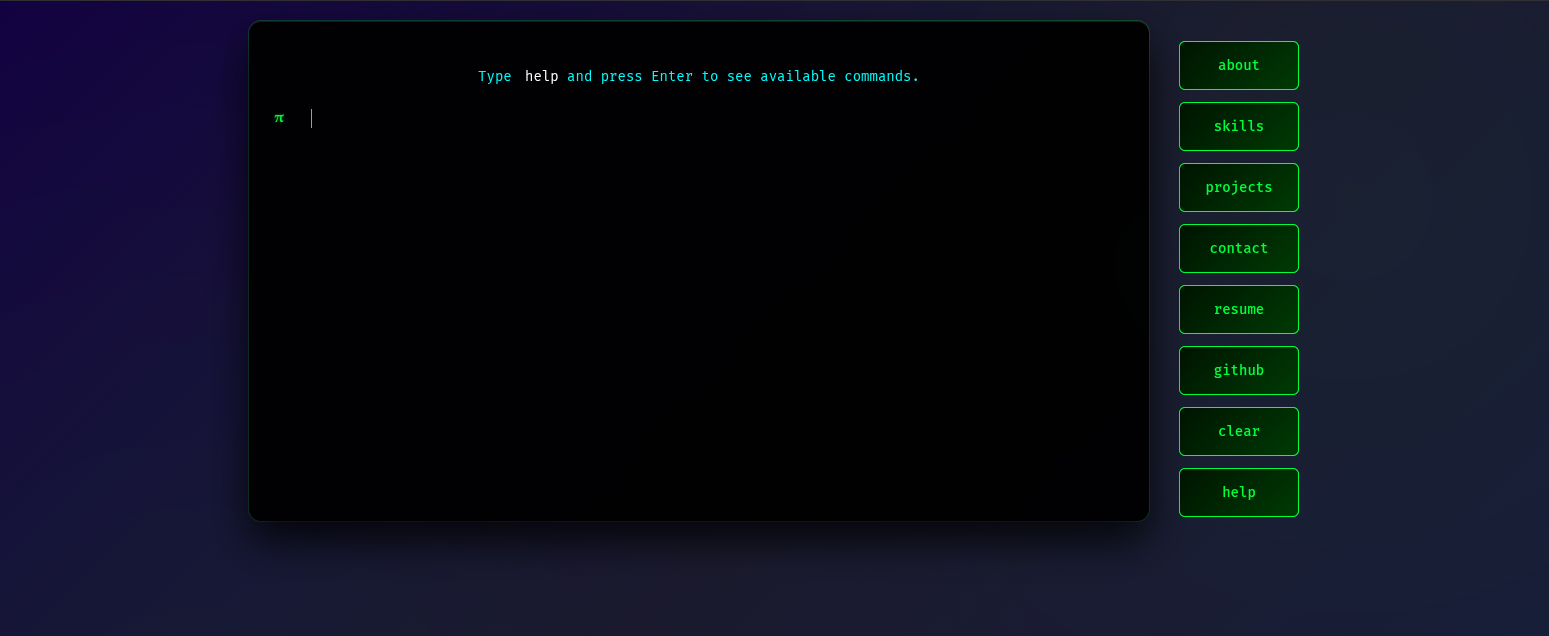 Type help and press Enter to see available commands.
π
about
skills
projects
contact
resume
github
clear
help